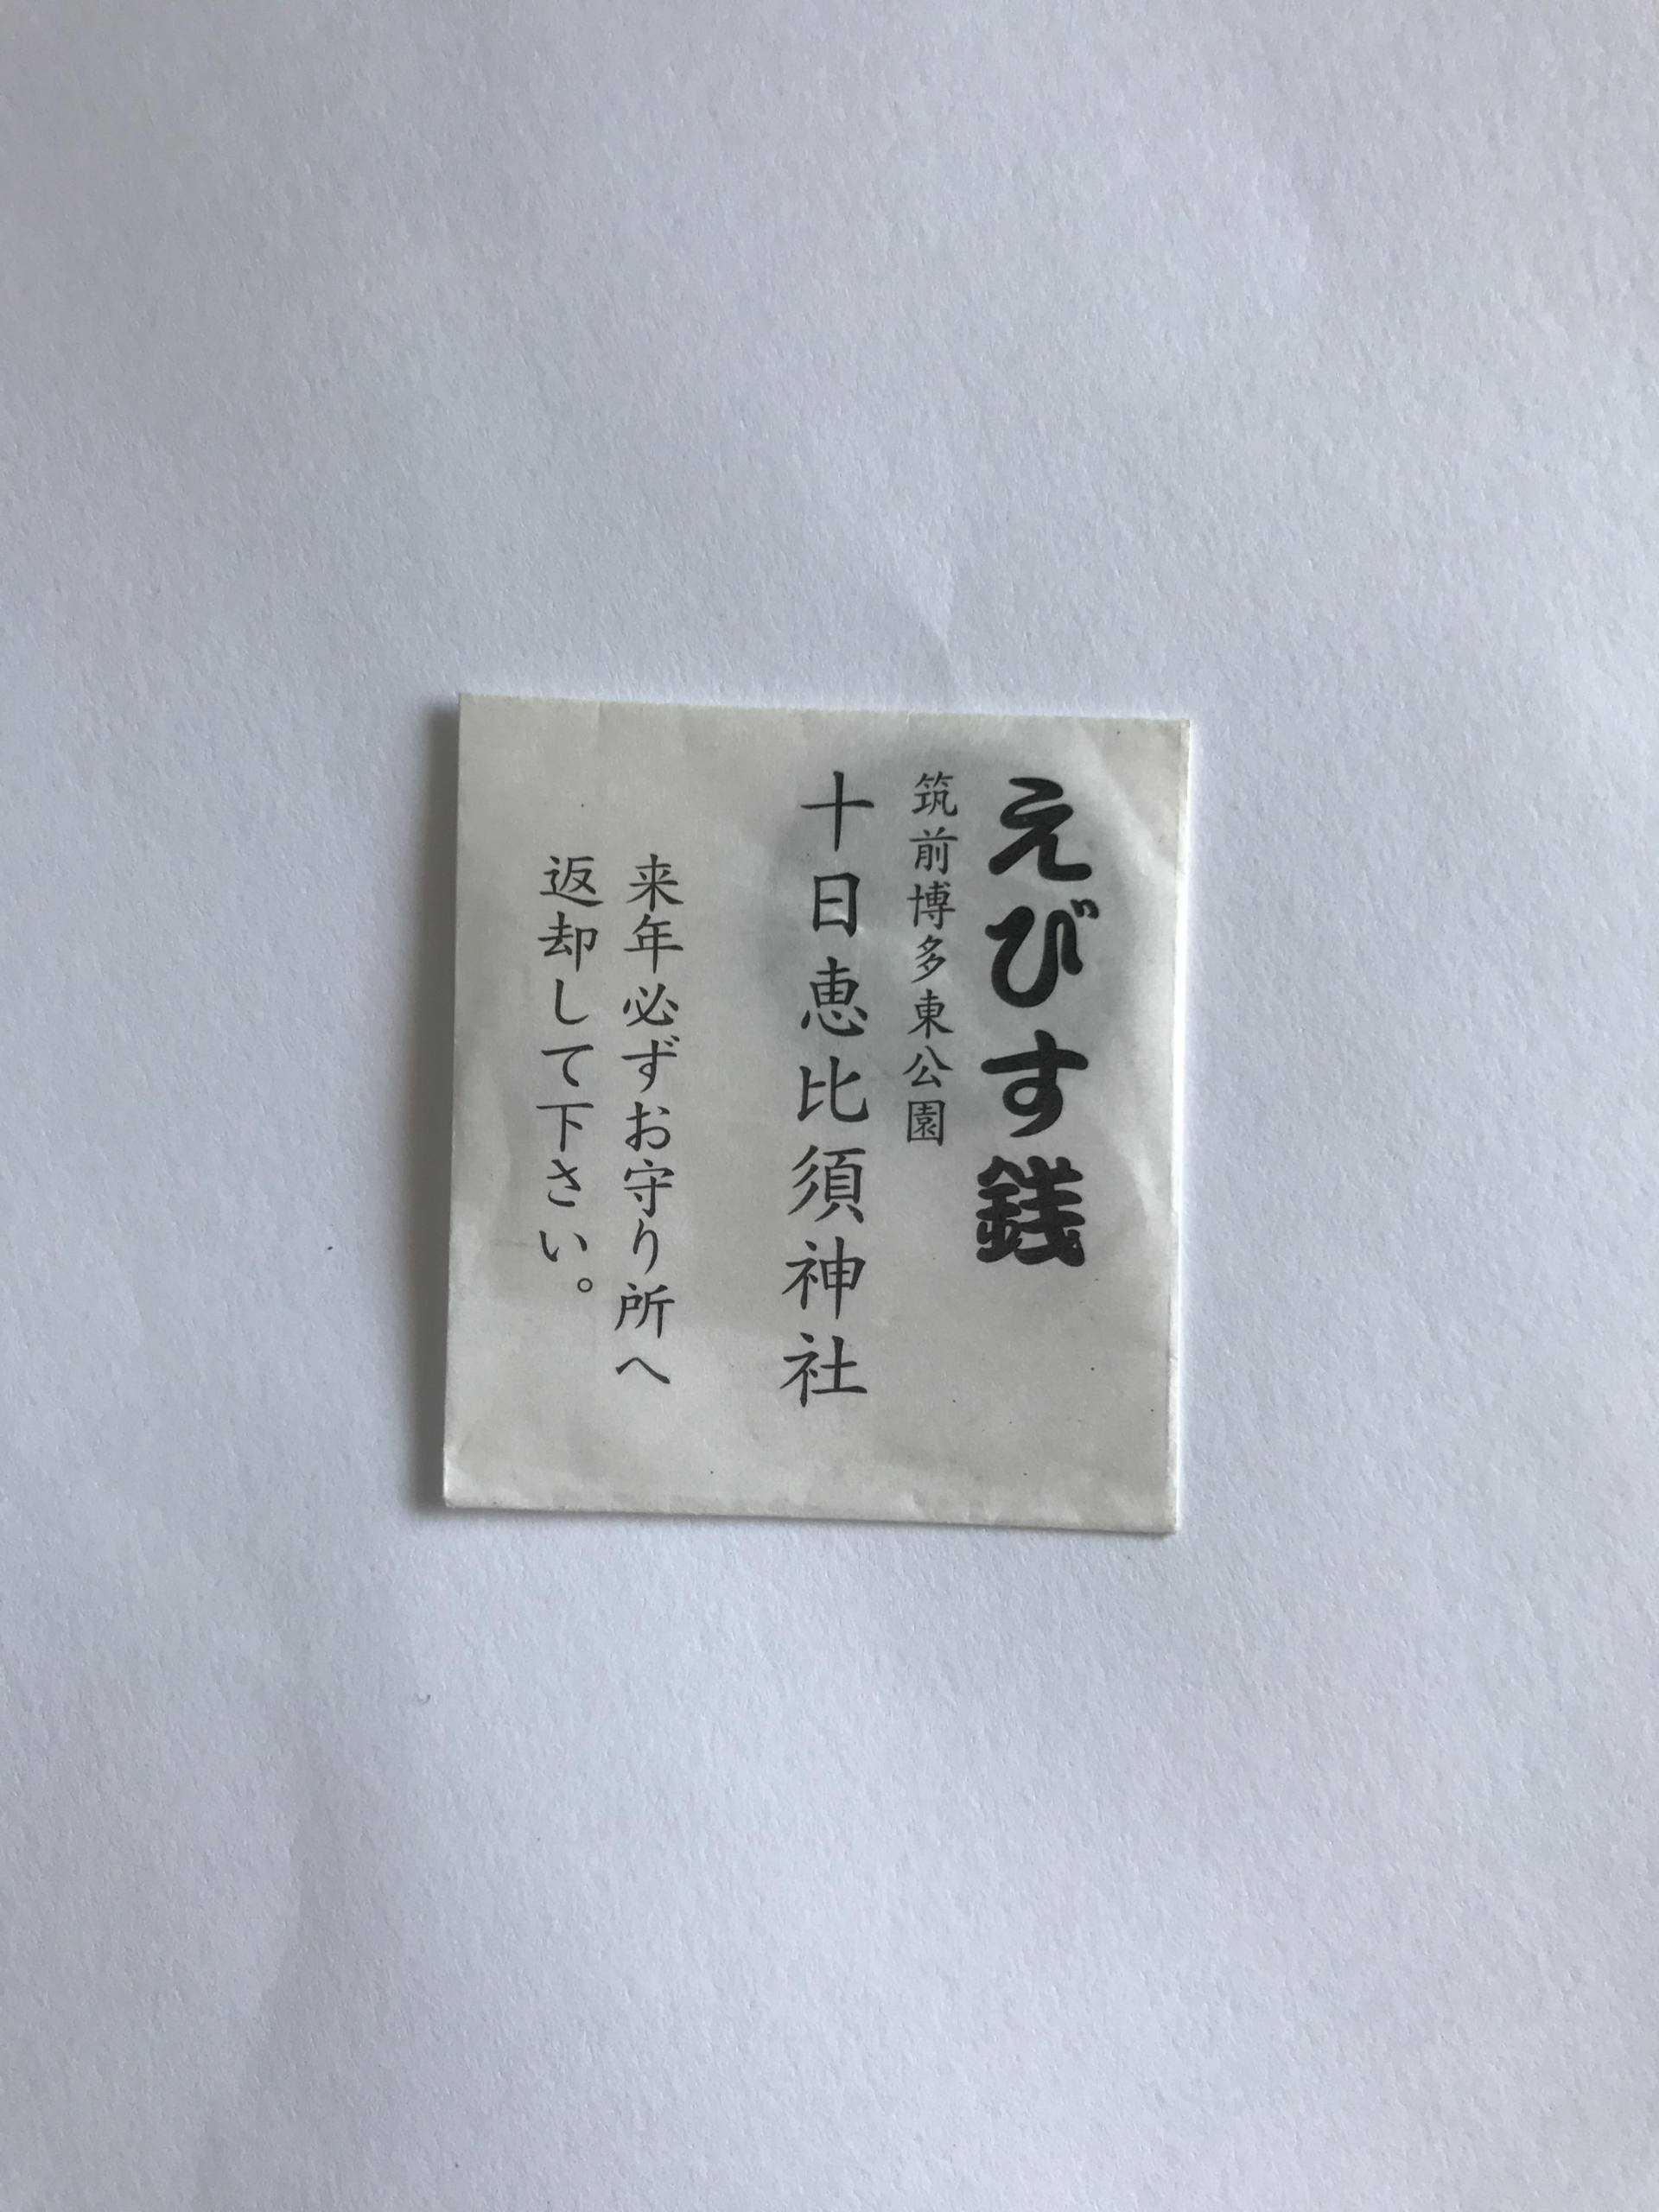 えびす銭
筑前博多東公園
十日恵比須神社
来年必ずお守り所へ
返却して下さい。